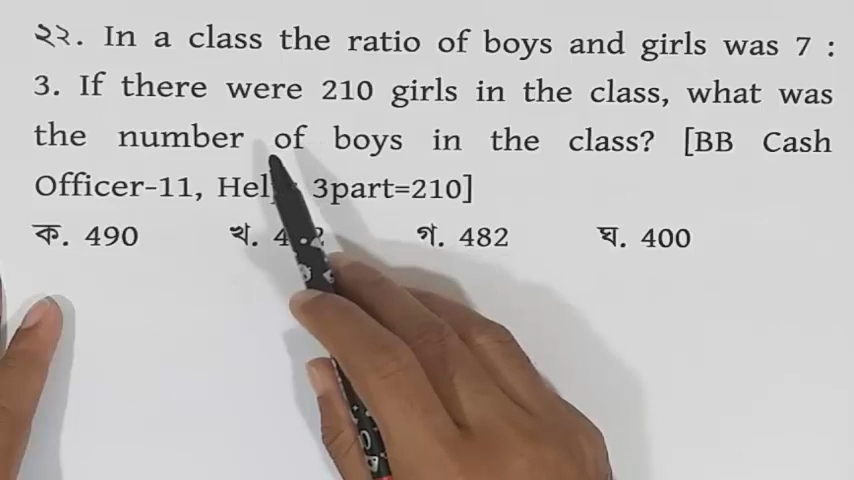 ২২. In a class the ratio of boys and girls was 7 :
3. If there were 210 girls in the class, what was
the number of boys in the class? [BB Cash
Officer-11, 3part=210]
ক. 490 খ. গ. 482 ঘ. 400